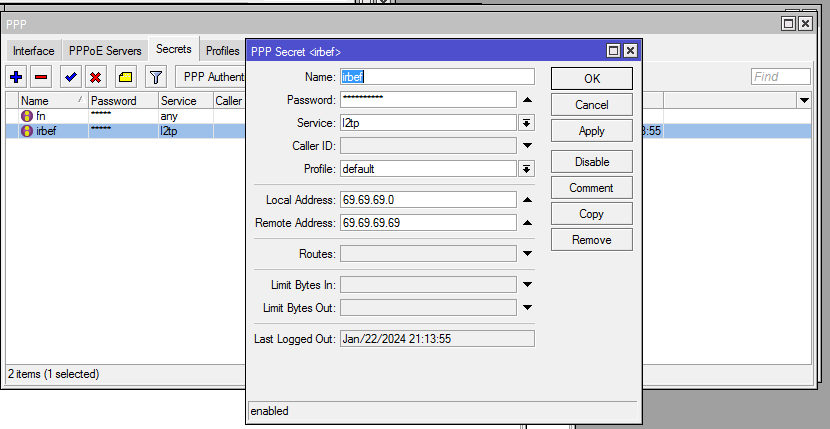 PPP
Interface PPPoE Servers Secrets Profiles
PPP Authent
Find
Name Password Service Caller
fn ***** any
irbef ***** l2tp 3:55
2 items (1 selected)
PPP Secret <irbef>
Name: irbef
OK
Password: **********
Cancel
Service: l2tp
Apply
Caller ID:
Profile: default
Disable
Comment
Local Address: 69.69.69.0
Copy
Remote Address: 69.69.69.69
Remove
Routes:
Limit Bytes In:
Limit Bytes Out:
Last Logged Out: Jan/22/2024 21:13:55
enabled